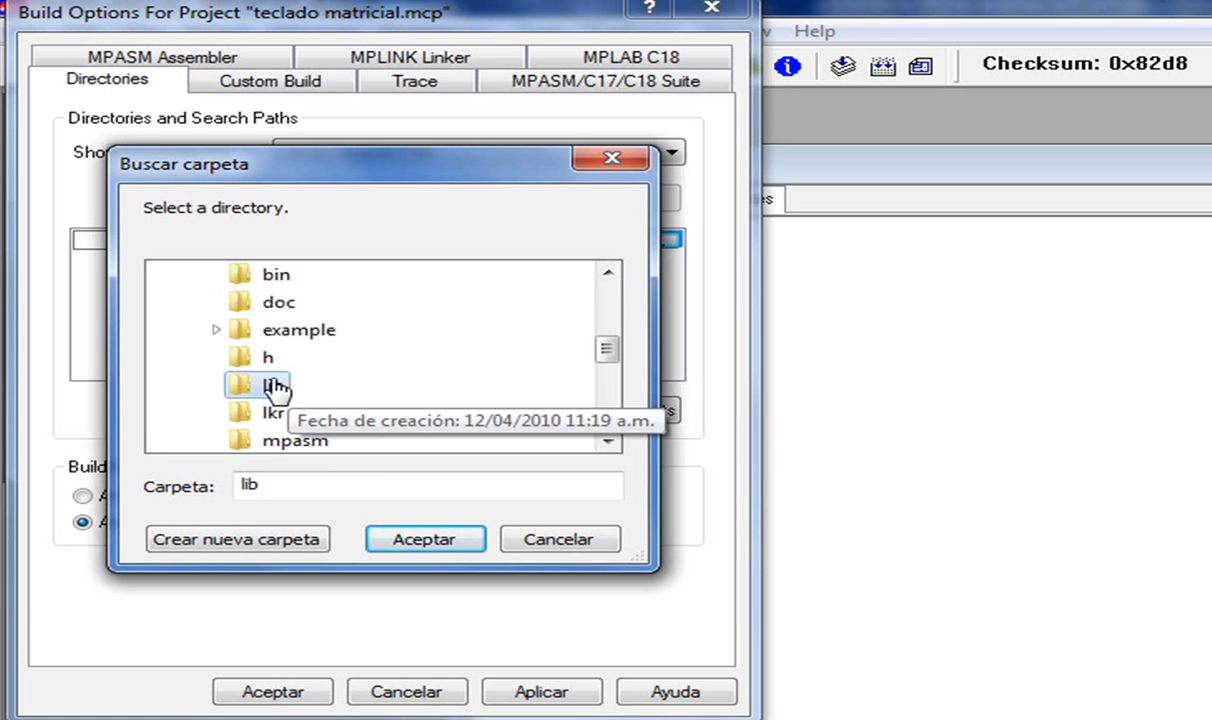 Build Options For Project "teclado matricial.mcp"
?
Help
MPASM Assembler
MPLINK Linker
MPLAB C18
Directories
Custom Build
Trace
MPASM/C17/C18 Suite
Checksum: 0x82d8
Directories and Search Paths
Buscar carpeta
Select a directory.
bin
doc
example
h
lkr
Fecha de creación: 12/04/2010 11:19 a.m.
mpasm
Build
Carpeta:
lib
Crear nueva carpeta
Aceptar
Cancelar
Aceptar
Cancelar
Aplicar
Ayuda